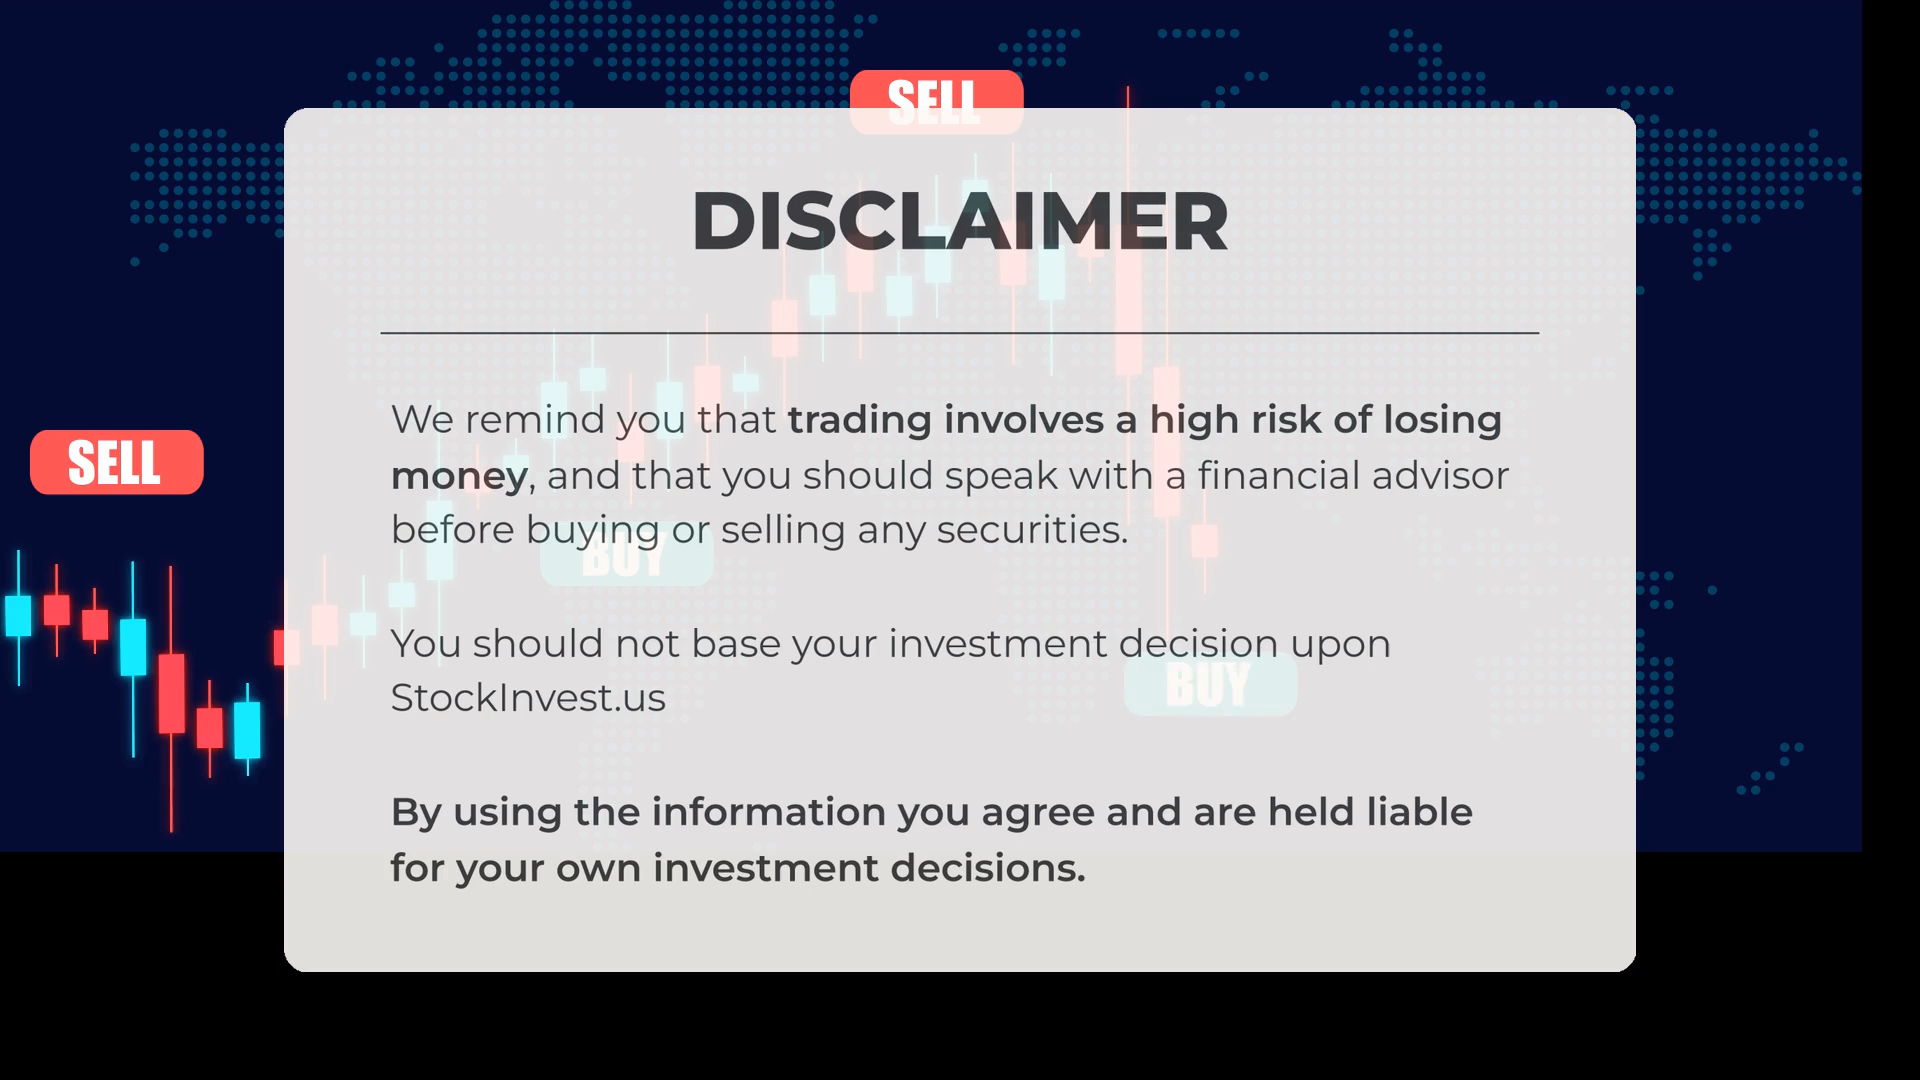 SELL
DISCLAIMER
We remind you that trading involves a high risk of losing
money, and that you should speak with a financial advisor
before buying or selling any securities.
SELL
BUY
You should not base your investment decision upon
StockInvest.us
BUY
By using the information you agree and are held liable
for your own investment decisions.